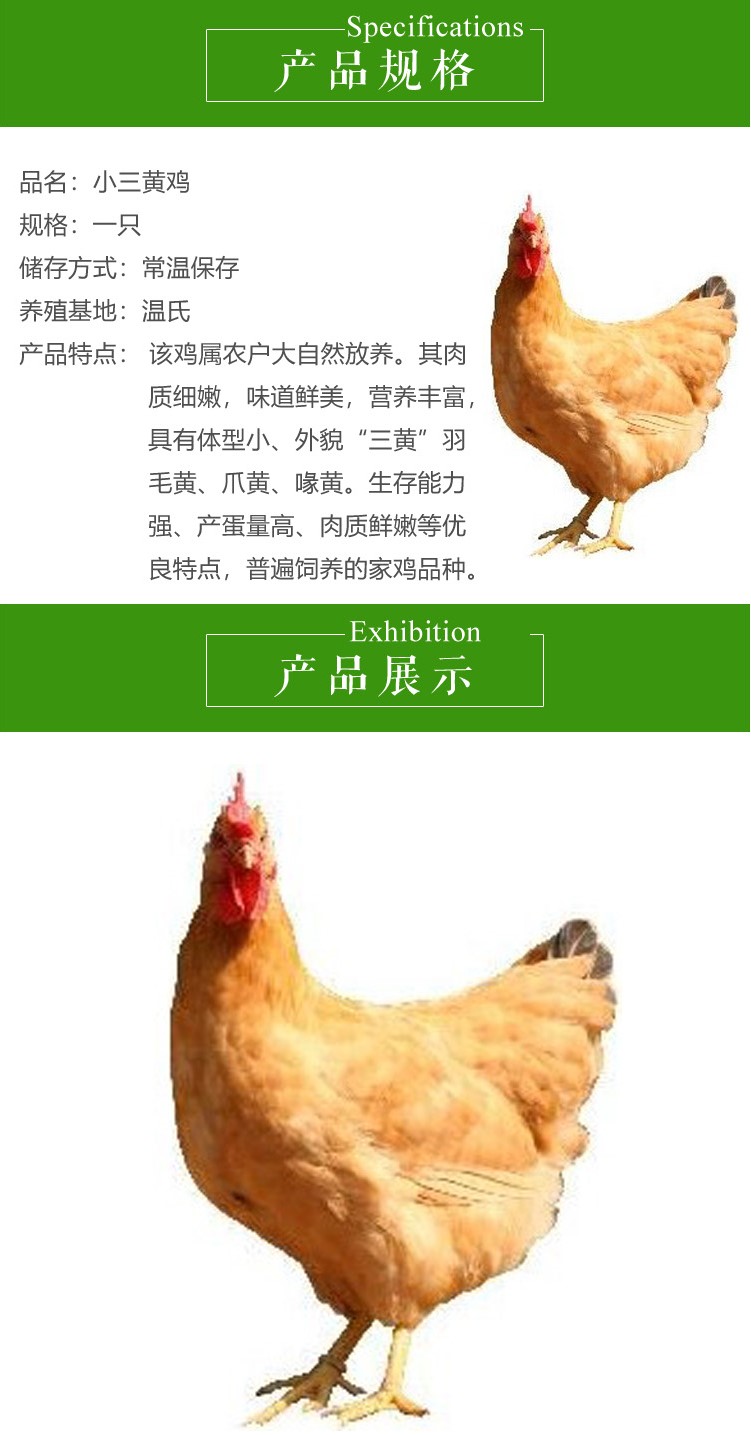 Specifications
产品规格
品名：小三黄鸡
规格：一只
储存方式：常温保存
养殖基地：温氏
产品特点： 该鸡属农户大自然放养。其肉
质细嫩，味道鲜美，营养丰富，
具有体型小、外貌“三黄”羽
毛黄、爪黄、喙黄。生存能力
强、产蛋量高、肉质鲜嫩等优
良特点，普遍饲养的家鸡品种。
Exhibition
产品展示